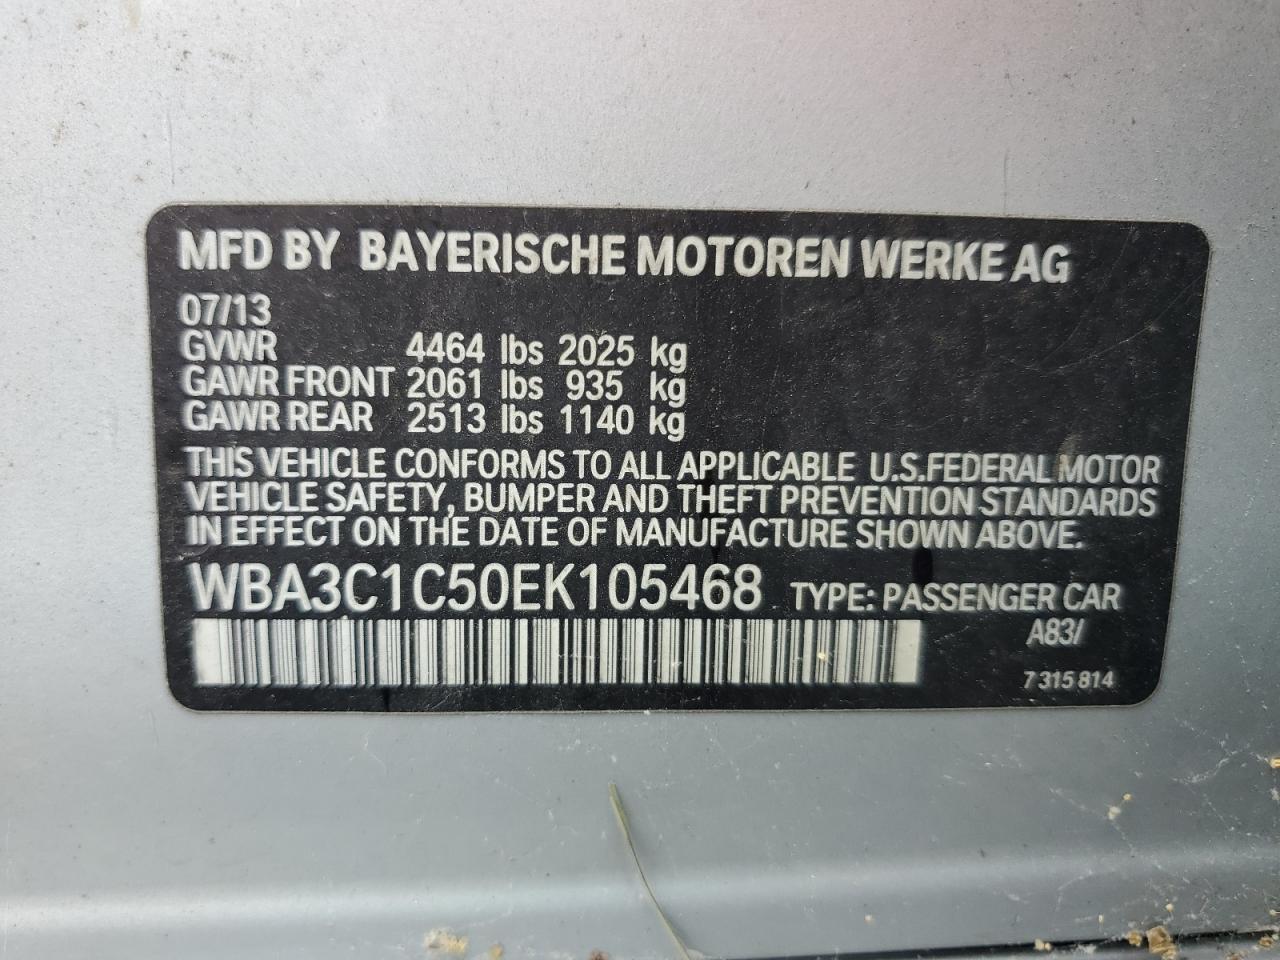 MFD BY BAYERISCHE MOTOREN WERKE AG
07/13
GVWR 4464 lbs 2025 kg
GAWR FRONT 2061 lbs 935 kg
GAWR REAR 2513 lbs 1140 kg
THIS VEHICLE CONFORMS TO ALL APPLICABLE U.S.FEDERAL MOTOR
VEHICLE SAFETY, BUMPER AND THEFT PREVENTION STANDARDS
IN EFFECT ON THE DATE OF MANUFACTURE SHOWN ABOVE.
WBA3C1C50EK105468 TYPE: PASSENGER CAR
A83/
7 315 814